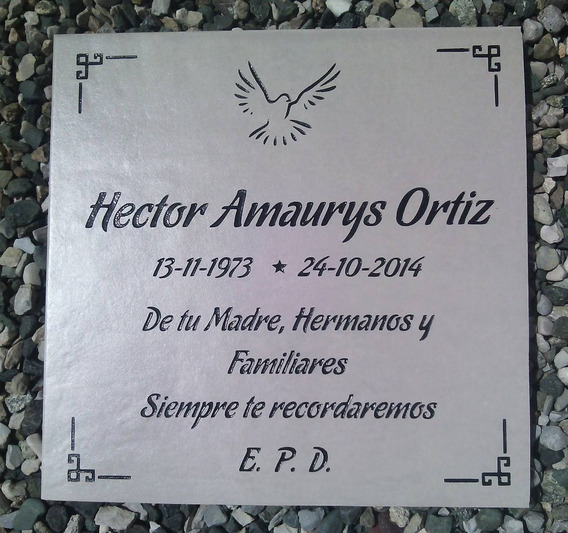 Hector Amaurys Ortiz
13-11-1973 ★ 24-10-2014
De tu Madre, Hermanos y
Familiares
Siempre te recordaremos
E. P. D.